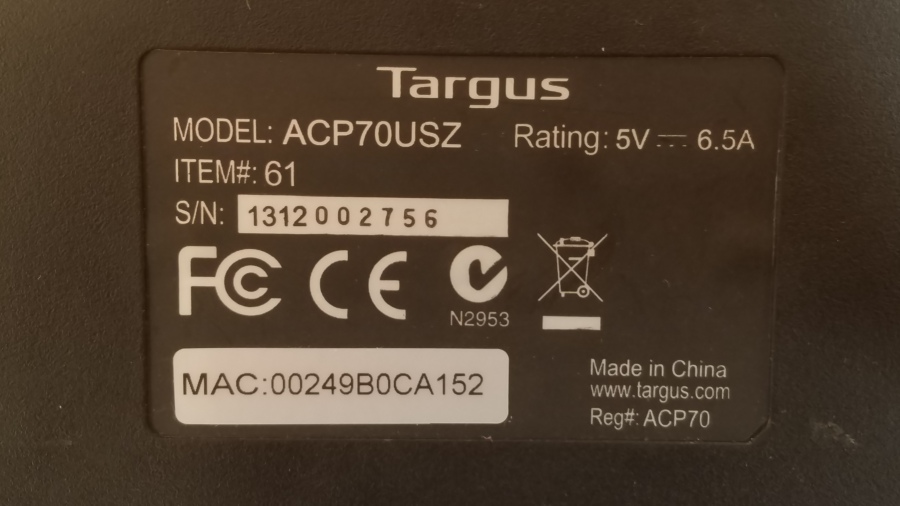 Targus
MODEL: ACP70USZ Rating: 5V ⎓ 6.5A
ITEM#: 61
S/N: 1312002756
FC CE
N2953
MAC:00249B0CA152
Made in China
www.targus.com
Reg#: ACP70